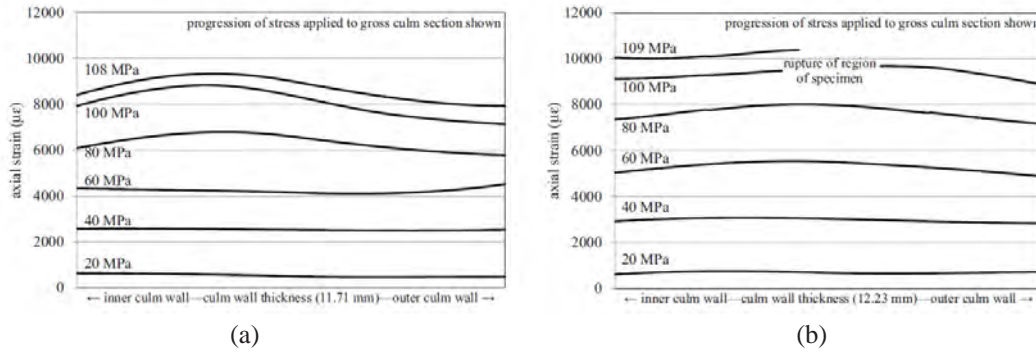 12000
progression of stress applied to gross culm section shown
10000
108 MPa
8000
100 MPa
axial strain (με)
6000
80 MPa
60 MPa
4000
40 MPa
2000
20 MPa
0
← inner culm wall—culm wall thickness (11.71 mm)—outer culm wall →
(a)
12000
progression of stress applied to gross culm section shown
109 MPa
10000
rupture of region
of specimen
100 MPa
8000
axial strain (με)
80 MPa
6000
60 MPa
4000
40 MPa
2000
20 MPa
0
← inner culm wall—culm wall thickness (12.23 mm)—outer culm wall →
(b)